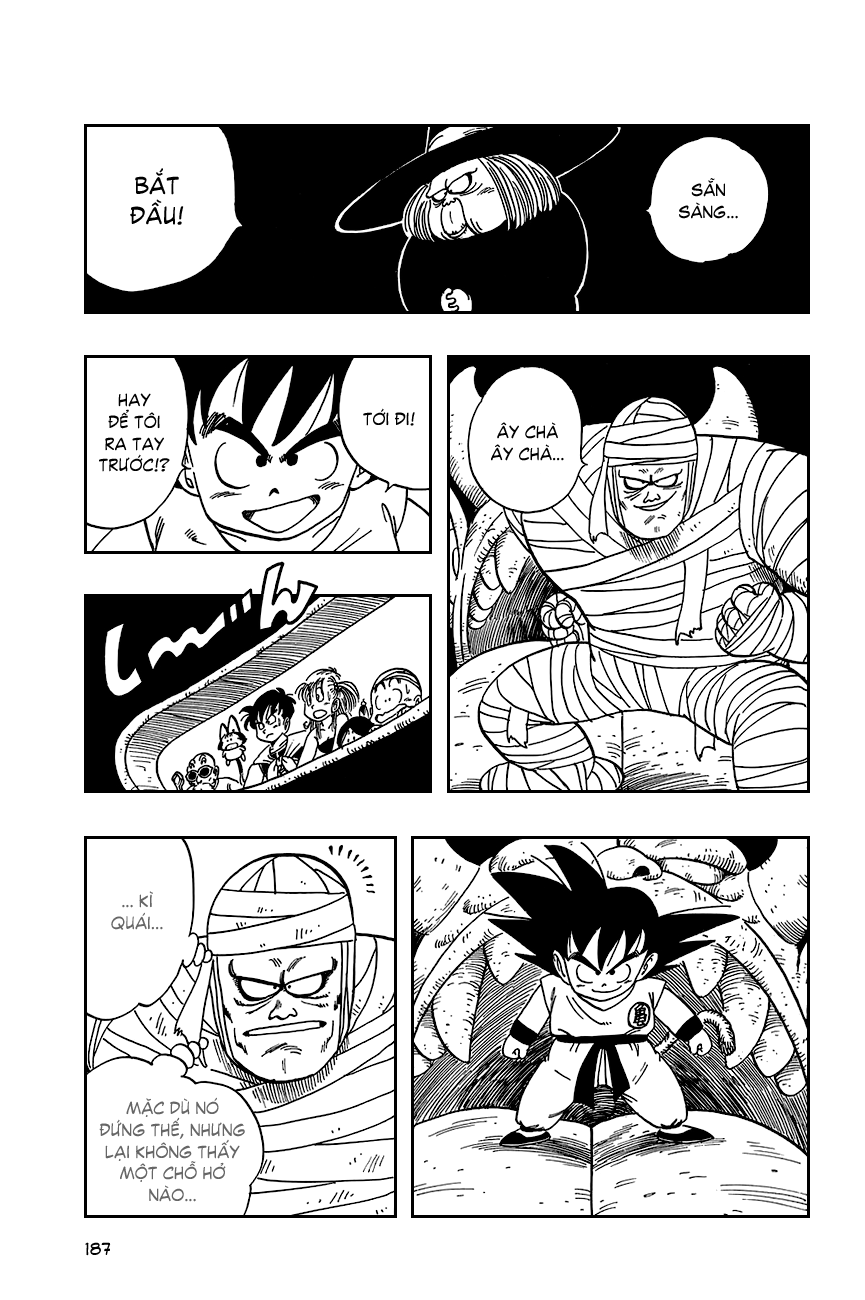 SẴN
SÀNG...
BẮT
ĐẦU!
ÂY CHÀ
ÂY CHÀ...
TỚI ĐI!
HAY
ĐỂ TÔI
RA TAY
TRƯỚC!?
... KÌ
QUÁI...
MẶC DÙ NÓ
ĐỨNG THẾ, NHƯNG
LẠI KHÔNG THẤY
MỘT CHỖ HỚ
NÀO...
187